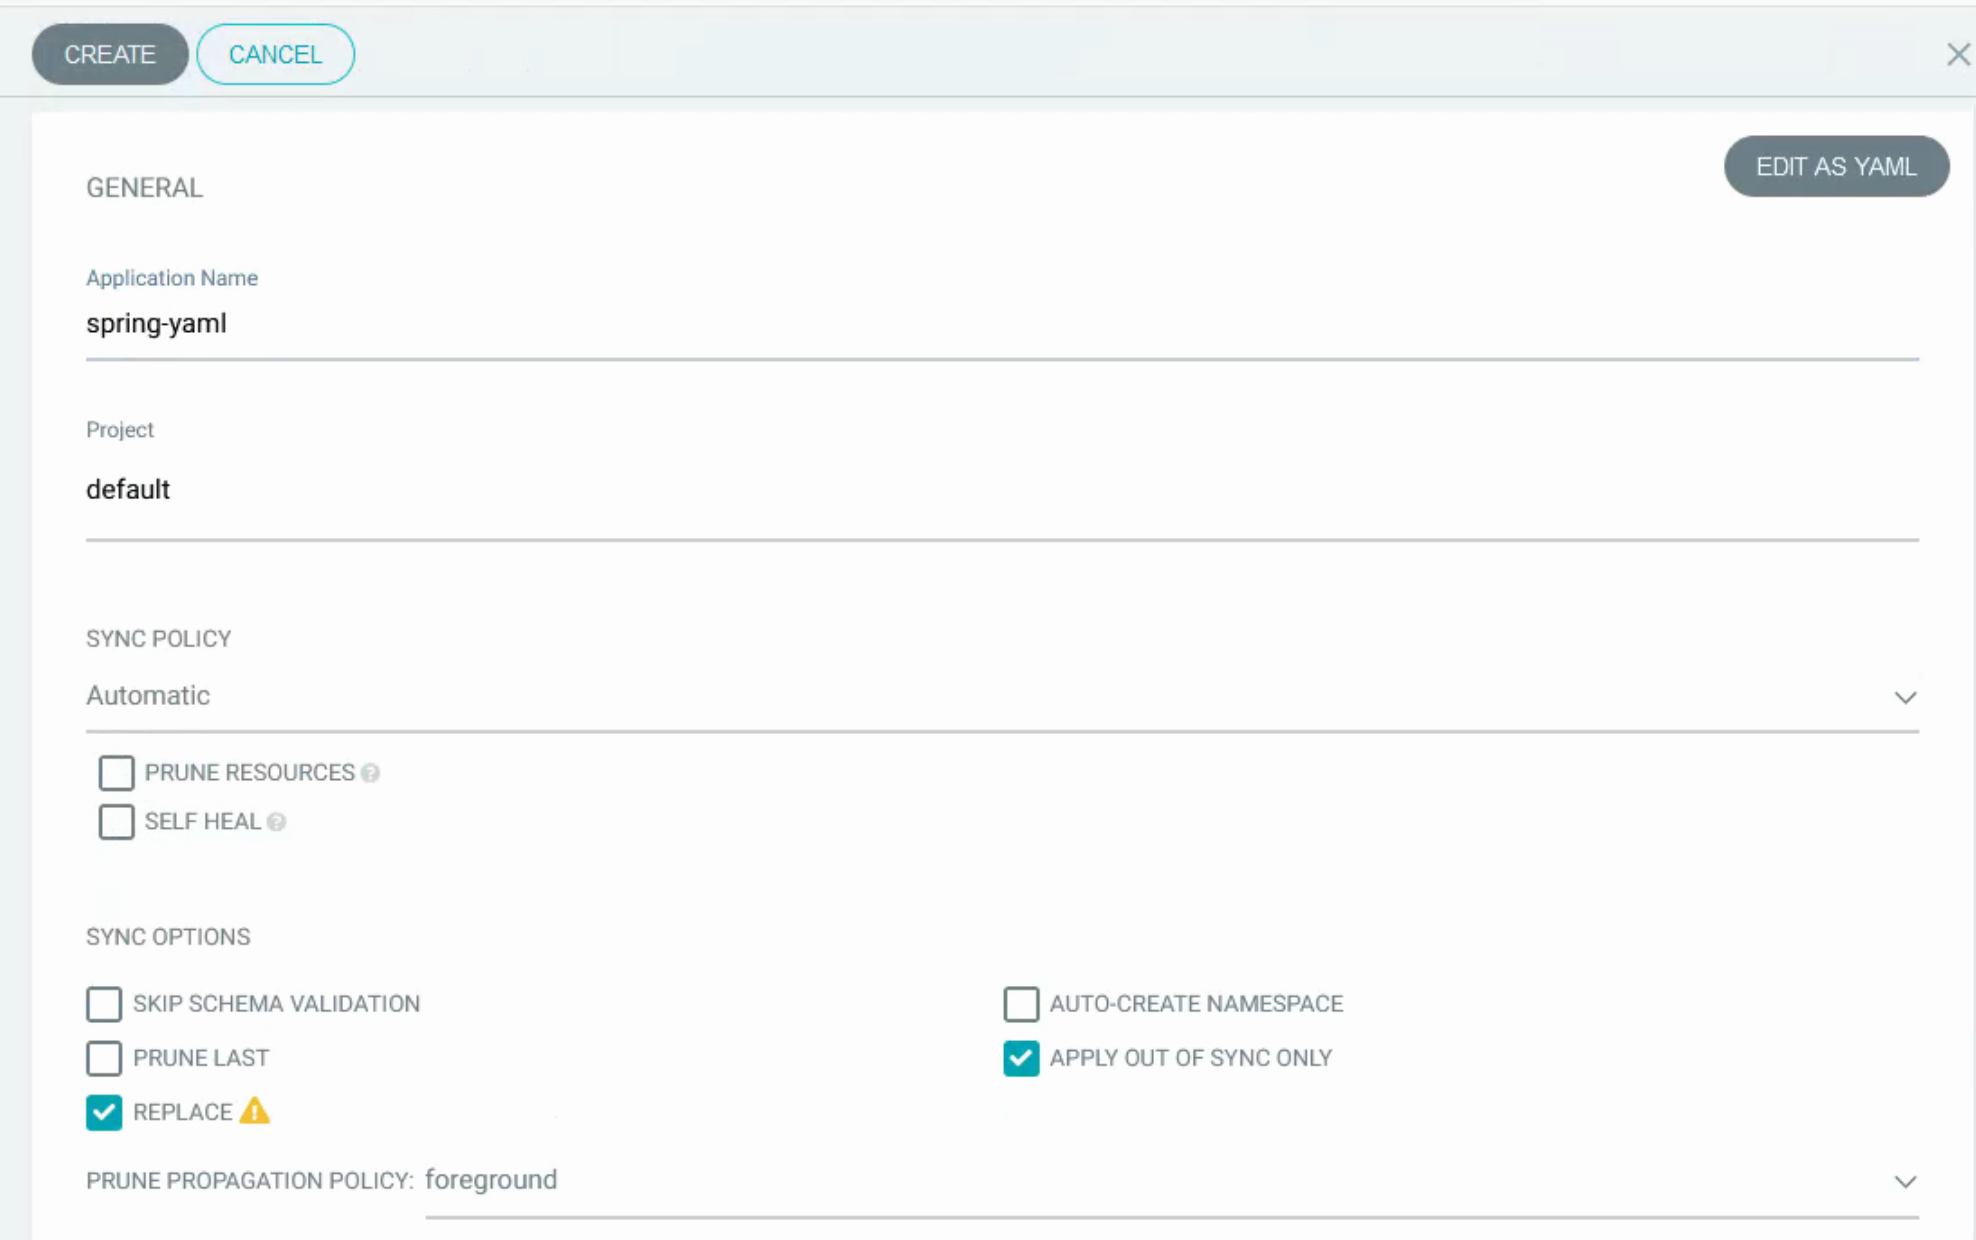 CREATE CANCEL
EDIT AS YAML
GENERAL
Application Name
spring-yaml
Project
default
SYNC POLICY
Automatic
PRUNE RESOURCES
SELF HEAL
SYNC OPTIONS
SKIP SCHEMA VALIDATION AUTO-CREATE NAMESPACE
PRUNE LAST APPLY OUT OF SYNC ONLY
REPLACE
PRUNE PROPAGATION POLICY: foreground